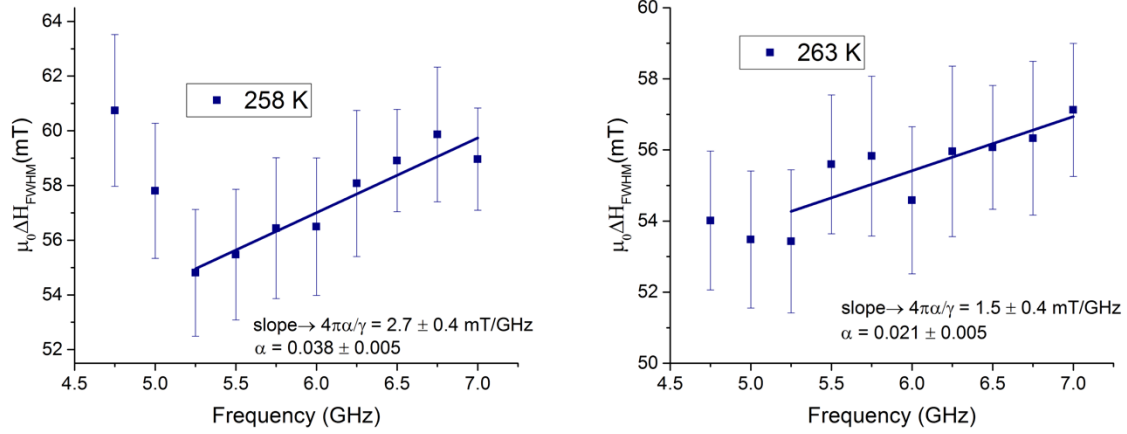 64
62
60
58
56
54
52
μ₀ΔH_FWHM(mT)
258 K
slope→ 4πα/γ = 2.7 ± 0.4 mT/GHz
α = 0.038 ± 0.005
4.5 5.0 5.5 6.0 6.5 7.0
Frequency (GHz)
60
58
56
54
52
50
μ₀ΔH_FWHM(mT)
263 K
slope→ 4πα/γ = 1.5 ± 0.4 mT/GHz
α = 0.021 ± 0.005
4.5 5.0 5.5 6.0 6.5 7.0
Frequency (GHz)